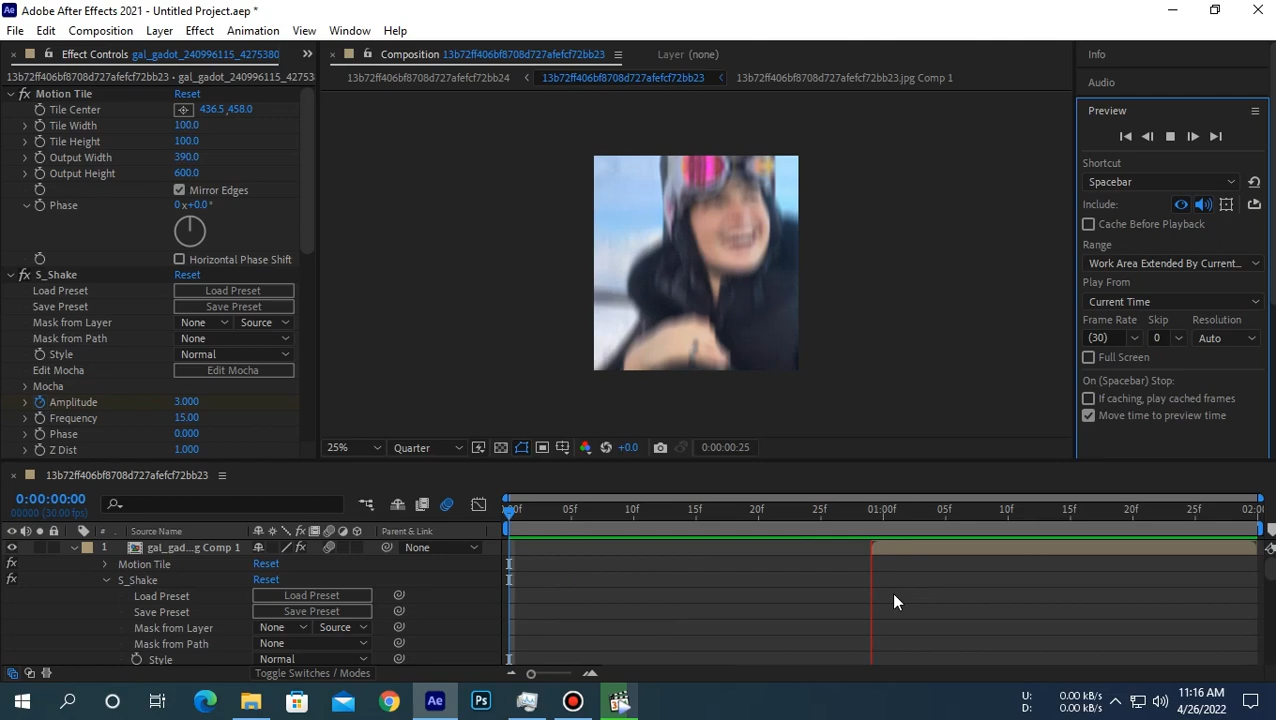 Adobe After Effects 2021 - Untitled Project.aep *
File Edit Composition Layer Effect Animation View Window Help
Effect Controls gal_gadot_240996115_4275380
13b72ff406bf8708d727afefcf72bb23 • gal_gadot_240996115_42753
fx Motion Tile Reset
Tile Center 436.5,458.0
Tile Width 100.0
Tile Height 100.0
Output Width 390.0
Output Height 600.0
Mirror Edges
Phase 0x+0.0°
Horizontal Phase Shift
fx S_Shake Reset
Load Preset Load Preset
Save Preset Save Preset
Mask from Layer None Source
Mask from Path None
Style Normal
Edit Mocha Edit Mocha
Mocha
Amplitude 3.000
Frequency 15.00
Phase 0.000
Z Dist 1.000
Composition 13b72ff406bf8708d727afefcf72bb23
Layer (none)
13b72ff406bf8708d727afefcf72bb24 13b72ff406bf8708d727afefcf72bb23 13b72ff406bf8708d727afefcf72bb23.jpg Comp 1
25% Quarter +0.0 0:00:00:25
Info
Audio
Preview
Shortcut
Spacebar
Include:
Cache Before Playback
Range
Work Area Extended By Current...
Play From
Current Time
Frame Rate Skip Resolution
(30) 0 Auto
Full Screen
On (Spacebar) Stop:
If caching, play cached frames
Move time to preview time
13b72ff406bf8708d727afefcf72bb23
0:00:00:00
00000 (30.00 fps)
:00f 05f 10f 15f 20f 25f 01:00f 05f 10f 15f 20f 25f 02:0
# Source Name fx Parent & Link
1 gal_gad...g Comp 1 fx None
fx Motion Tile Reset
fx S_Shake Reset
Load Preset Load Preset
Save Preset Save Preset
Mask from Layer None Source
Mask from Path None
Style Normal
Toggle Switches / Modes
Ae Ps
U: 0.00 kB/s
D: 0.00 kB/s
11:16 AM
4/26/2022